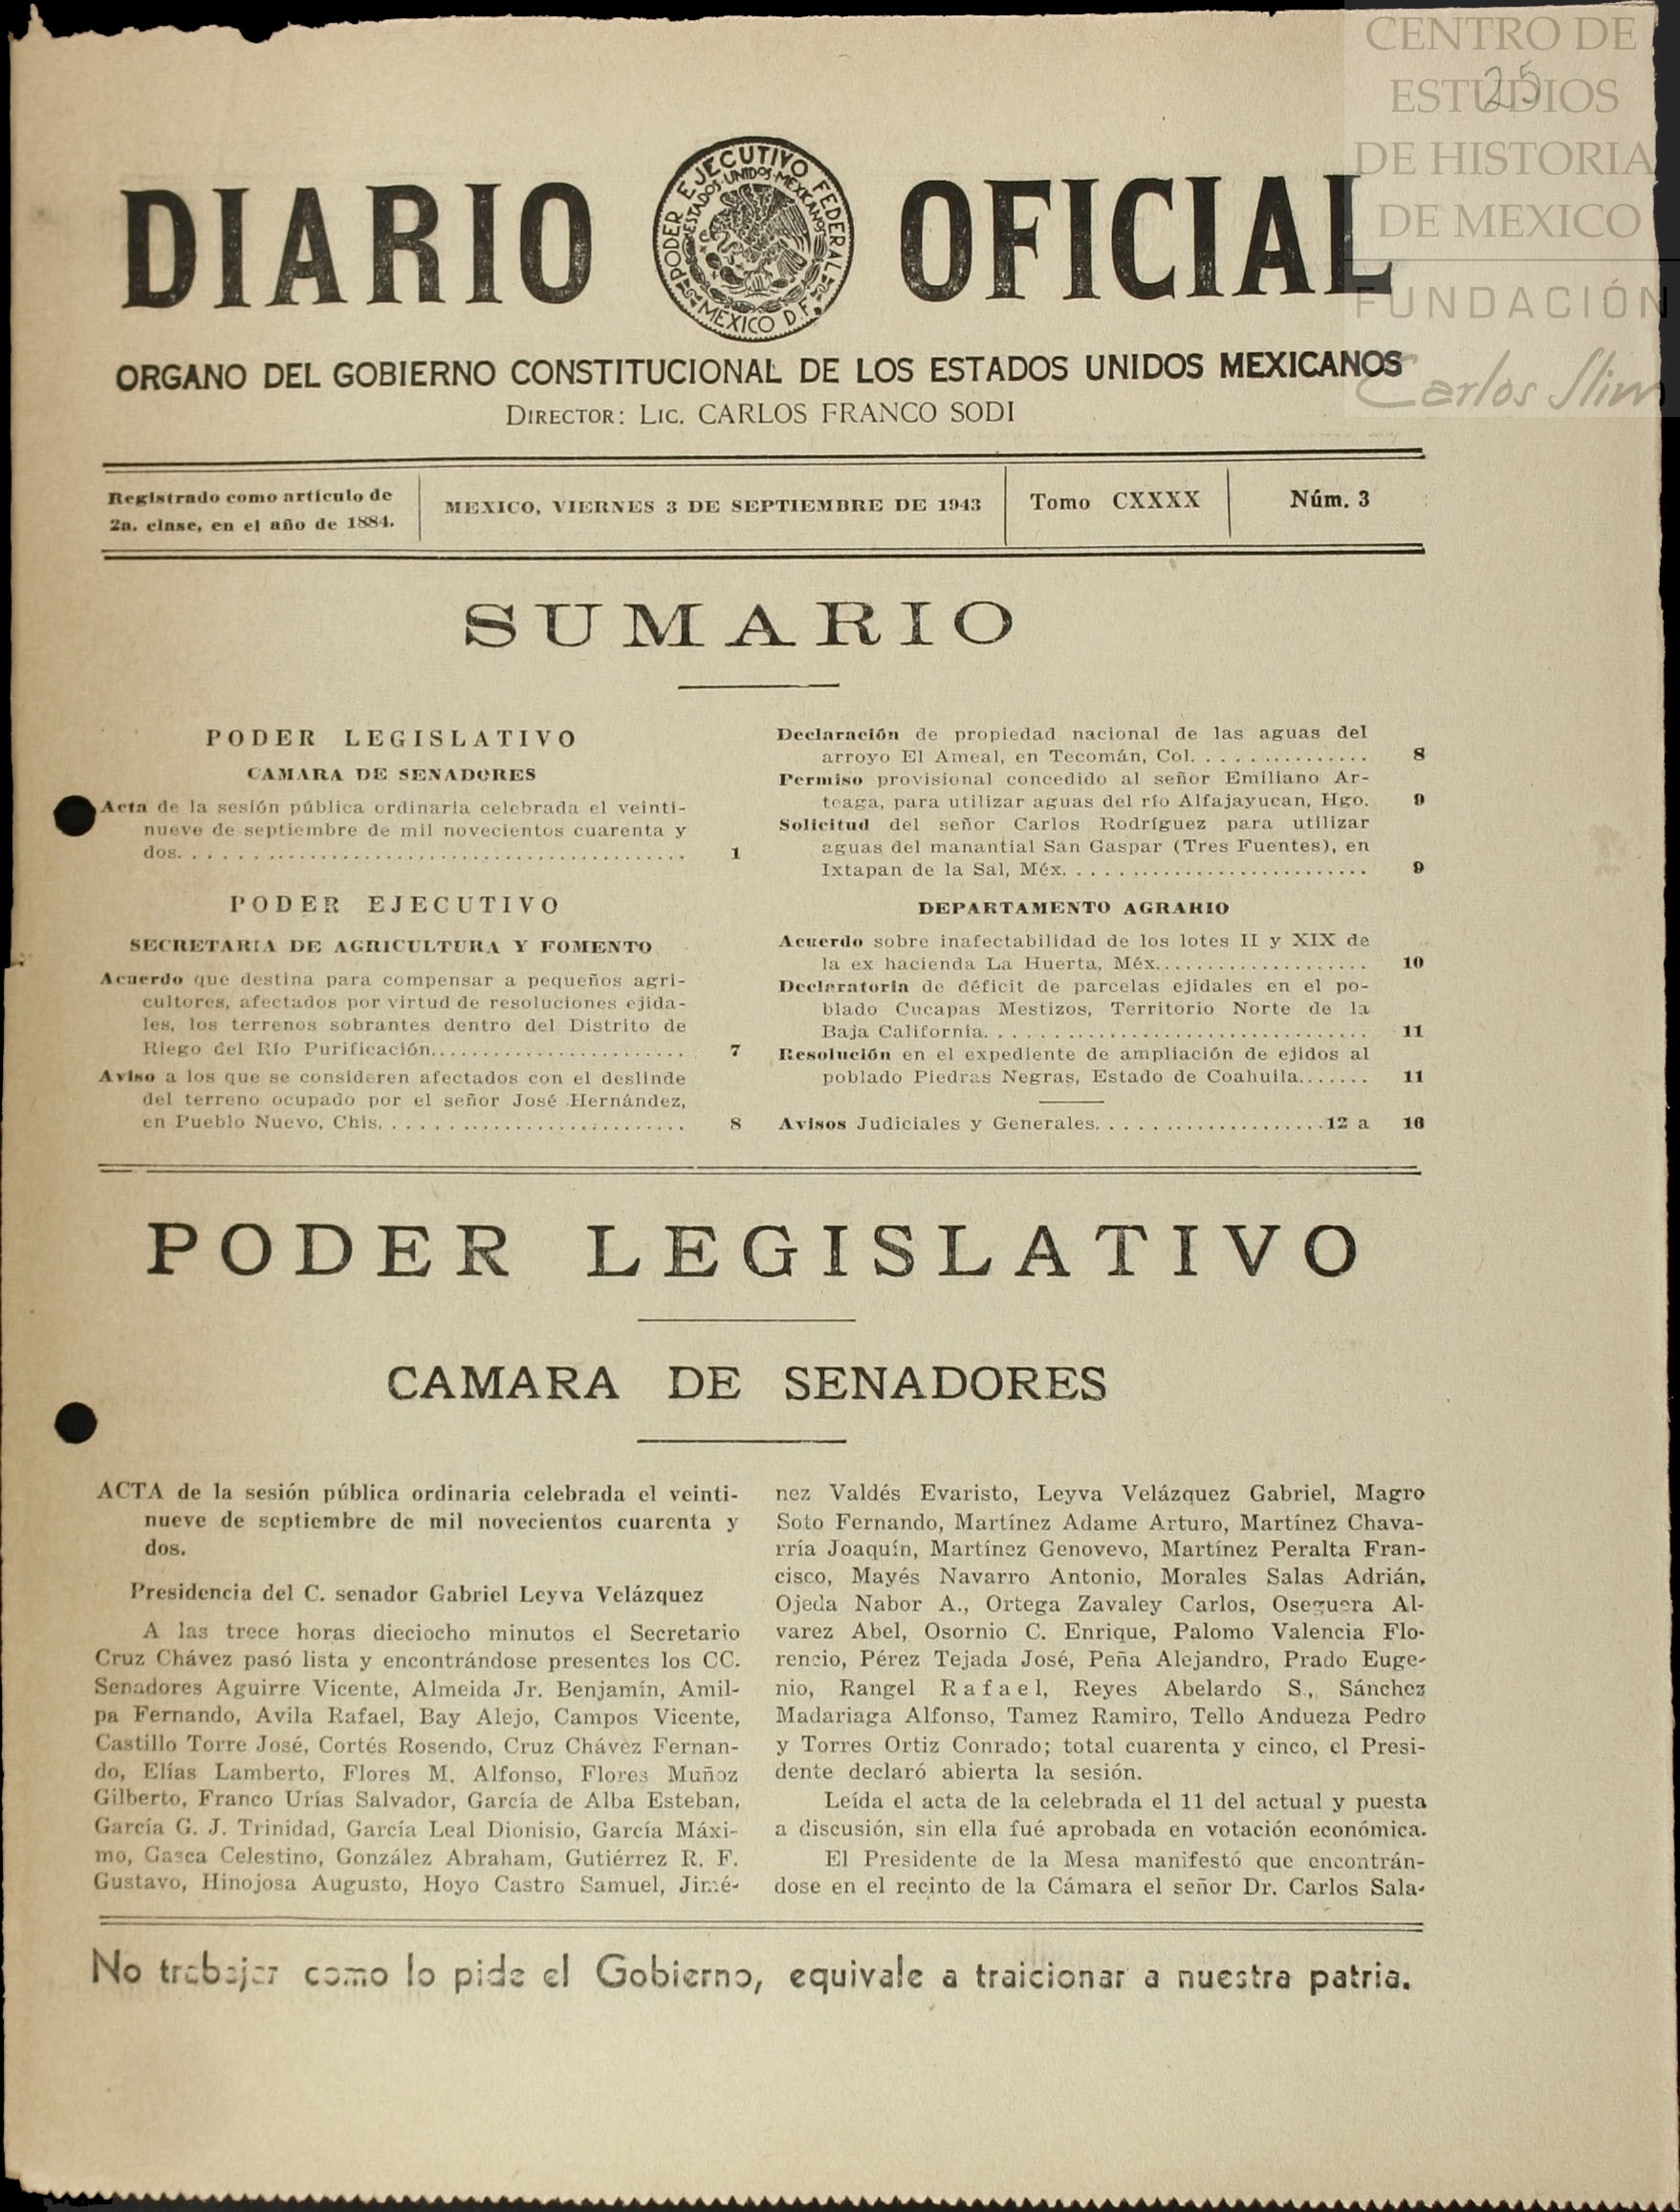 CENTRO DE
ESTUDIOS
25
DE HISTORIA
DE MEXICO
FUNDACIÓN
Carlos Slim
DIARIO OFICIAL
PODER EJECUTIVO FEDERAL
ESTADOS·UNIDOS·MEXICANOS
MEXICO D.F.
ORGANO DEL GOBIERNO CONSTITUCIONAL DE LOS ESTADOS UNIDOS MEXICANOS
DIRECTOR: LIC. CARLOS FRANCO SODI
Registrado como artículo de
2a. clase, en el año de 1884.
MEXICO, VIERNES 3 DE SEPTIEMBRE DE 1943
Tomo CXXXX
Núm. 3
SUMARIO
PODER LEGISLATIVO
CAMARA DE SENADORES
Acta de la sesión pública ordinaria celebrada el veinti-
nueve de septiembre de mil novecientos cuarenta y
dos. . . . . . . . . . . . . . . . . . . . 1
PODER EJECUTIVO
SECRETARIA DE AGRICULTURA Y FOMENTO
Acuerdo que destina para compensar a pequeños agri-
cultores, afectados por virtud de resoluciones ejida-
les, los terrenos sobrantes dentro del Distrito de
Riego del Río Purificación. . . . . . . . . . 7
Aviso a los que se consideren afectados con el deslinde
del terreno ocupado por el señor José Hernández,
en Pueblo Nuevo, Chis. . . . . . . . . . . . 8
Declaración de propiedad nacional de las aguas del
arroyo El Ameal, en Tecomán, Col. . . . . . . . 8
Permiso provisional concedido al señor Emiliano Ar-
teaga, para utilizar aguas del río Alfajayucan, Hgo. 9
Solicitud del señor Carlos Rodríguez para utilizar
aguas del manantial San Gaspar (Tres Fuentes), en
Ixtapan de la Sal, Méx. . . . . . . . . . . . 9
DEPARTAMENTO AGRARIO
Acuerdo sobre inafectabilidad de los lotes II y XIX de
la ex hacienda La Huerta, Méx. . . . . . . . . 10
Declaratoria de déficit de parcelas ejidales en el po-
blado Cucapas Mestizos, Territorio Norte de la
Baja California. . . . . . . . . . . . . . . 11
Resolución en el expediente de ampliación de ejidos al
poblado Piedras Negras, Estado de Coahuila. . . . 11
Avisos Judiciales y Generales. . . . . . . . . 12 a 16
PODER LEGISLATIVO
CAMARA DE SENADORES
ACTA de la sesión pública ordinaria celebrada el veinti-
nueve de septiembre de mil novecientos cuarenta y
dos.
Presidencia del C. senador Gabriel Leyva Velázquez
A las trece horas dieciocho minutos el Secretario
Cruz Chávez pasó lista y encontrándose presentes los CC.
Senadores Aguirre Vicente, Almeida Jr. Benjamín, Amil-
pa Fernando, Avila Rafael, Bay Alejo, Campos Vicente,
Castillo Torre José, Cortés Rosendo, Cruz Chávez Fernan-
do, Elías Lamberto, Flores M. Alfonso, Flores Muñoz
Gilberto, Franco Urías Salvador, García de Alba Esteban,
García G. J. Trinidad, García Leal Dionisio, García Máxi-
mo, Gasca Celestino, González Abraham, Gutiérrez R. F.
Gustavo, Hinojosa Augusto, Hoyo Castro Samuel, Jimé-
nez Valdés Evaristo, Leyva Velázquez Gabriel, Magro
Soto Fernando, Martínez Adame Arturo, Martínez Chava-
rría Joaquín, Martínez Genovevo, Martínez Peralta Fran-
cisco, Mayés Navarro Antonio, Morales Salas Adrián,
Ojeda Nabor A., Ortega Zavaley Carlos, Oseguera Al-
varez Abel, Osornio C. Enrique, Palomo Valencia Flo-
rencio, Pérez Tejada José, Peña Alejandro, Prado Euge-
nio, Rangel Rafael, Reyes Abelardo S., Sánchez
Madariaga Alfonso, Tamez Ramiro, Tello Andueza Pedro
y Torres Ortiz Conrado; total cuarenta y cinco, el Presi-
dente declaró abierta la sesión.
Leída el acta de la celebrada el 11 del actual y puesta
a discusión, sin ella fué aprobada en votación económica.
El Presidente de la Mesa manifestó que encontrán-
dose en el recinto de la Cámara el señor Dr. Carlos Sala-
No trabajar como lo pide el Gobierno, equivale a traicionar a nuestra patria.